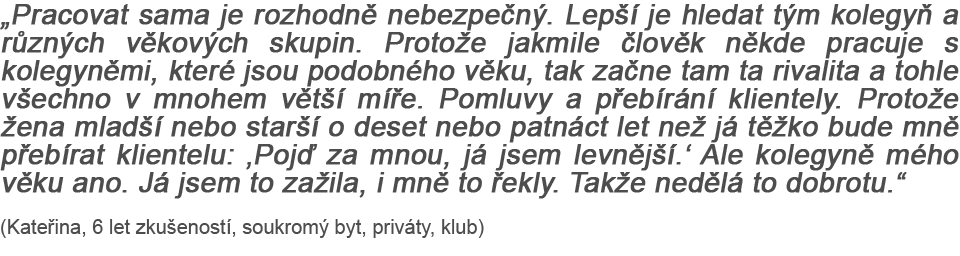 „Pracovat sama je rozhodně nebezpečný. Lepší je hledat tým kolegyň a
různých věkových skupin. Protože jakmile člověk někde pracuje s
kolegyněmi, které jsou podobného věku, tak začne tam ta rivalita a tohle
všechno v mnohem větší míře. Pomluvy a přebírání klientely. Protože
žena mladší nebo starší o deset nebo patnáct let než já těžko bude mně
přebírat klientelu: ‚Pojď za mnou, já jsem levnější.‘ Ale kolegyně mého
věku ano. Já jsem to zažila, i mně to řekly. Takže nedělá to dobrotu.“
(Kateřina, 6 let zkušeností, soukromý byt, priváty, klub)